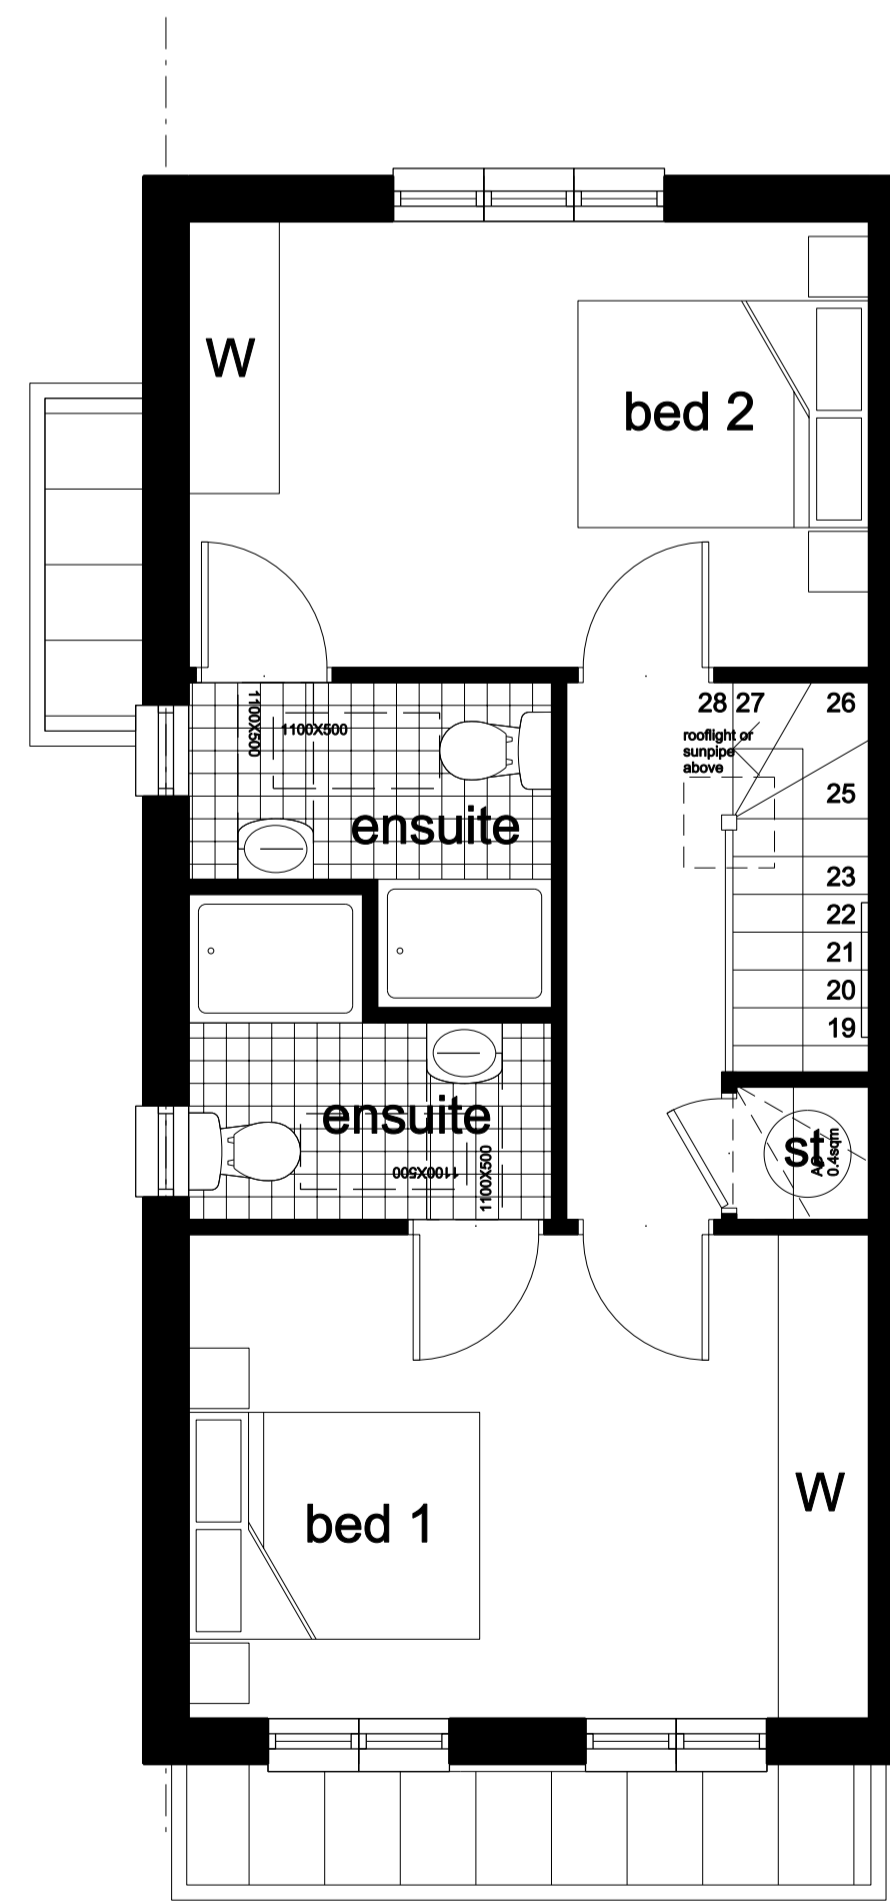 W
bed 2
28 27 26
rooflight or
sunpipe
above
1100X500
1100X500
25
ensuite
23
22
21
20
19
ensuite
1100X500
1100X500
st
0.4sqm
W
bed 1